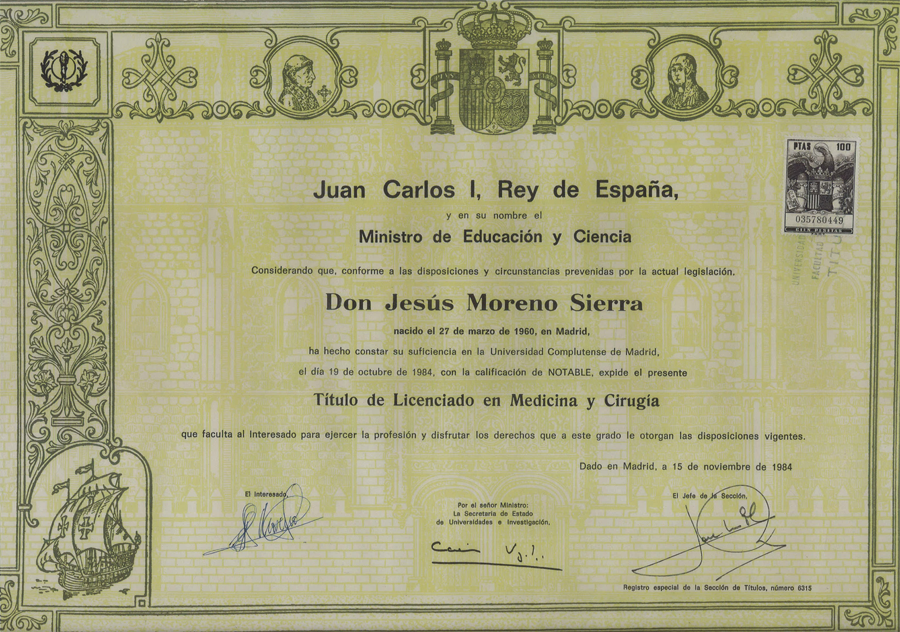 PTAS 100
035780449
CIEN PESETAS
Juan Carlos I, Rey de España,
y en su nombre el
Ministro de Educación y Ciencia
Considerando que, conforme a las disposiciones y circunstancias prevenidas por la actual legislación,
Don Jesús Moreno Sierra
nacido el 27 de marzo de 1960, en Madrid,
ha hecho constar su suficiencia en la Universidad Complutense de Madrid,
el día 19 de octubre de 1984, con la calificación de NOTABLE, expide el presente
Título de Licenciado en Medicina y Cirugía
que faculta al Interesado para ejercer la profesión y disfrutar los derechos que a este grado le otorgan las disposiciones vigentes.
Dado en Madrid, a 15 de noviembre de 1984
El Interesado,
Por el señor Ministro:
La Secretaria de Estado
de Universidades e Investigación,
El Jefe de la Sección,
Registro especial de la Sección de Títulos, número 6315